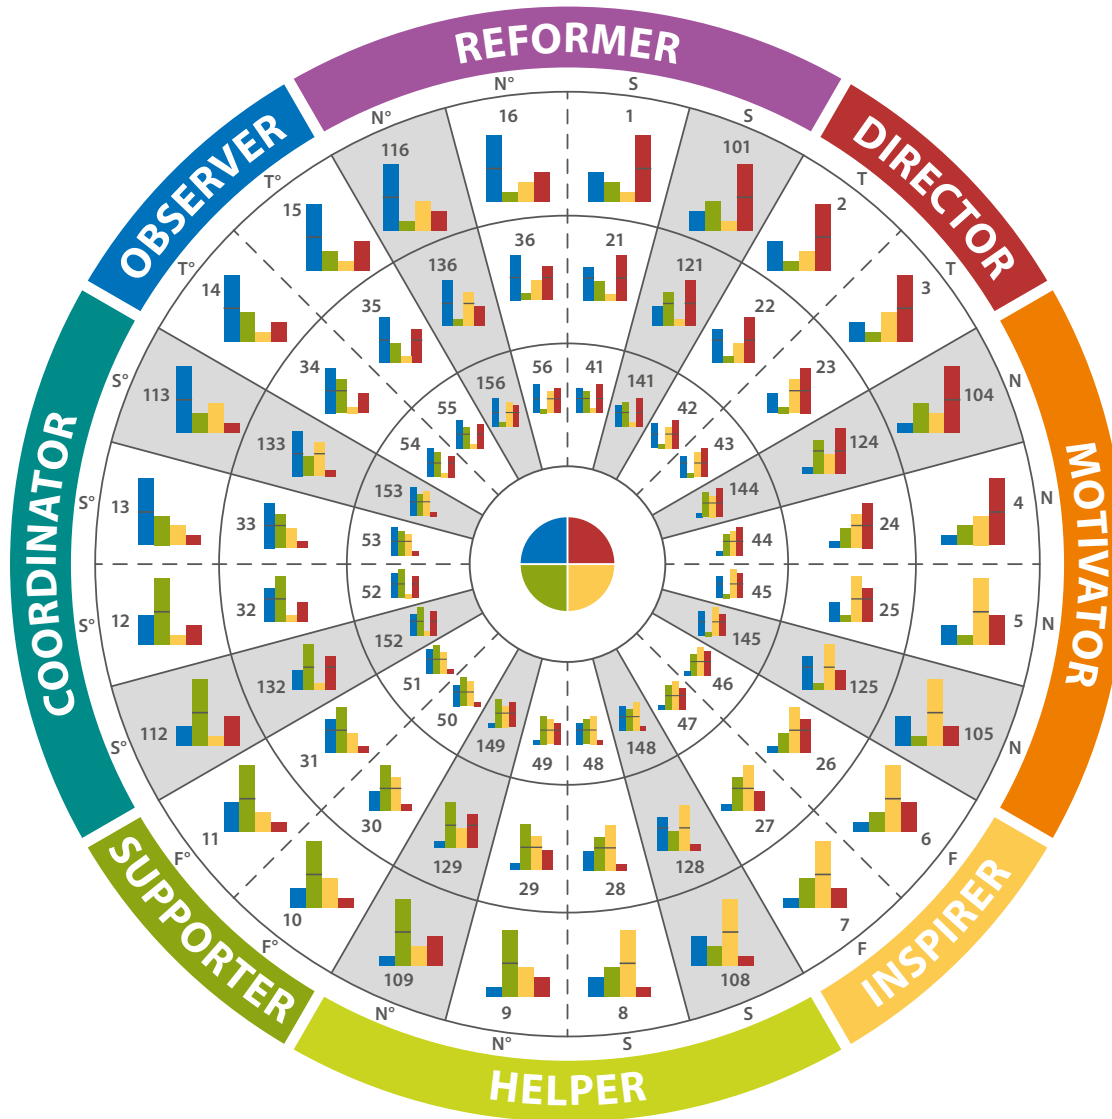 REFORMER
N°
S
N°
S
16
1
116
101
OBSERVER
DIRECTOR
T°
T
15
2
T°
T
14
3
36
21
136
121
35
22
34
23
S°
N
113
104
56
41
156
141
55
42
54
43
133
124
153
144
COORDINATOR
MOTIVATOR
S°
N
13
4
33
24
53
44
52
45
32
25
12
5
S°
N
152
145
132
125
51
46
50
47
149
148
49
48
112
105
S°
N
31
26
30
27
129
128
29
28
11
6
10
7
F°
F
109
108
F°
F
9
8
N°
S
N°
S
SUPPORTER
INSPIRER
HELPER